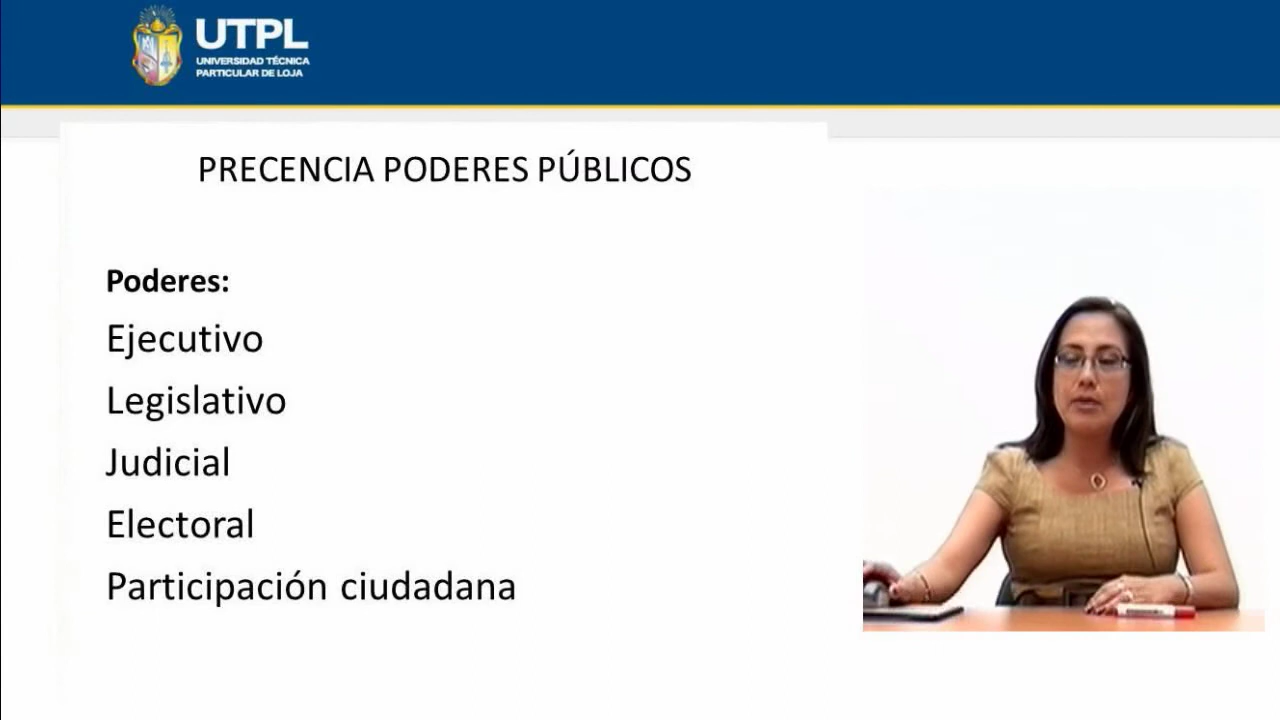 UTPL
UNIVERSIDAD TÉCNICA
PARTICULAR DE LOJA
PRECENCIA PODERES PÚBLICOS
Poderes:
Ejecutivo
Legislativo
Judicial
Electoral
Participación ciudadana